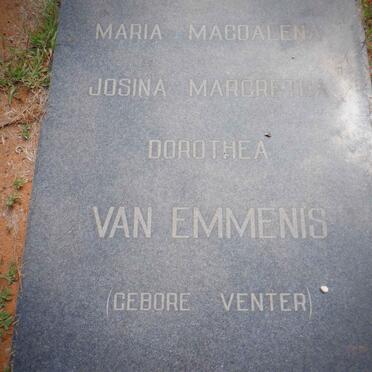 MARIA MAGDALENA
JOSINA MARGRETHA
DOROTHEA
VAN EMMENIS
(GEBORE VENTER)